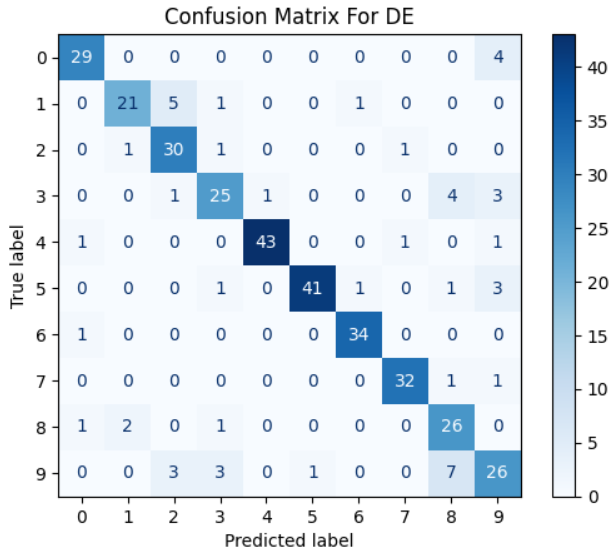 Confusion Matrix For DE
0 29 0 0 0 0 0 0 0 0 4
1 0 21 5 1 0 0 1 0 0 0
2 0 1 30 1 0 0 0 1 0 0
3 0 0 1 25 1 0 0 0 4 3
4 1 0 0 0 43 0 0 1 0 1
5 0 0 0 1 0 41 1 0 1 3
6 1 0 0 0 0 0 34 0 0 0
7 0 0 0 0 0 0 0 32 1 1
8 1 2 0 1 0 0 0 0 26 0
9 0 0 3 3 0 1 0 0 7 26
0 1 2 3 4 5 6 7 8 9
Predicted label
True label
40
35
30
25
20
15
10
5
0